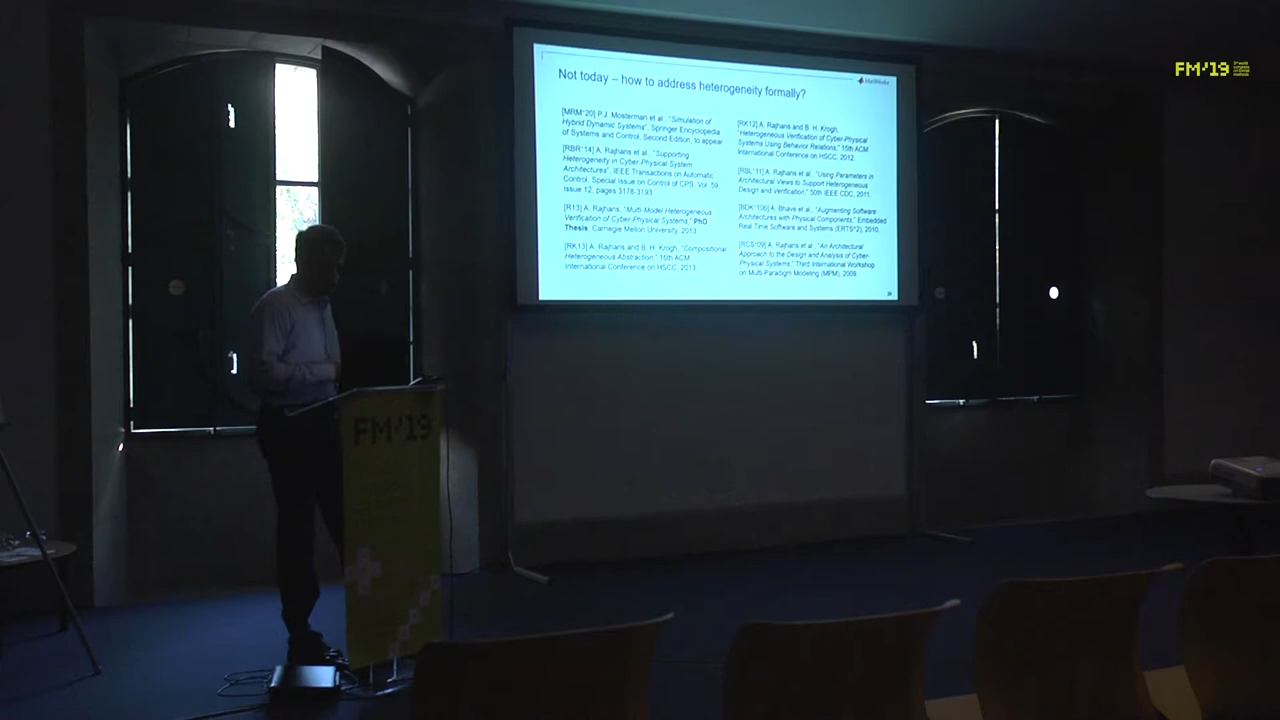 FM'19
3rd world
congress
on formal
methods
Not today – how to address heterogeneity formally?
MathWorks
[MRM'20] P.J. Mosterman et al., "Simulation of
Hybrid Dynamic Systems", Springer Encyclopedia
of Systems and Control, Second Edition, to appear
[RBR'14] A. Rajhans et al., "Supporting
Heterogeneity in Cyber-Physical System
Architectures", IEEE Transactions on Automatic
Control, Special Issue on Control of CPS, Vol. 59,
Issue 12, pages 3178-3193.
[R13] A. Rajhans, "Multi-Model Heterogeneous
Verification of Cyber-Physical Systems," PhD
Thesis, Carnegie Mellon University, 2013
[RK13] A. Rajhans and B. H. Krogh, "Compositional
Heterogeneous Abstraction," 16th ACM
International Conference on HSCC, 2013.
[RK12] A. Rajhans and B. H. Krogh,
"Heterogeneous Verification of Cyber-Physical
Systems Using Behavior Relations," 15th ACM
International Conference on HSCC, 2012.
[RBL'11] A. Rajhans et al., "Using Parameters in
Architectural Views to Support Heterogeneous
Design and Verification," 50th IEEE CDC, 2011.
[BDK'10b] A. Bhave et al., "Augmenting Software
Architectures with Physical Components," Embedded
Real Time Software and Systems (ERTS^2), 2010.
[RCS'09] A. Rajhans et al., "An Architectural
Approach to the Design and Analysis of Cyber-
Physical Systems," Third International Workshop
on Multi-Paradigm Modeling (MPM), 2009.
FM'19